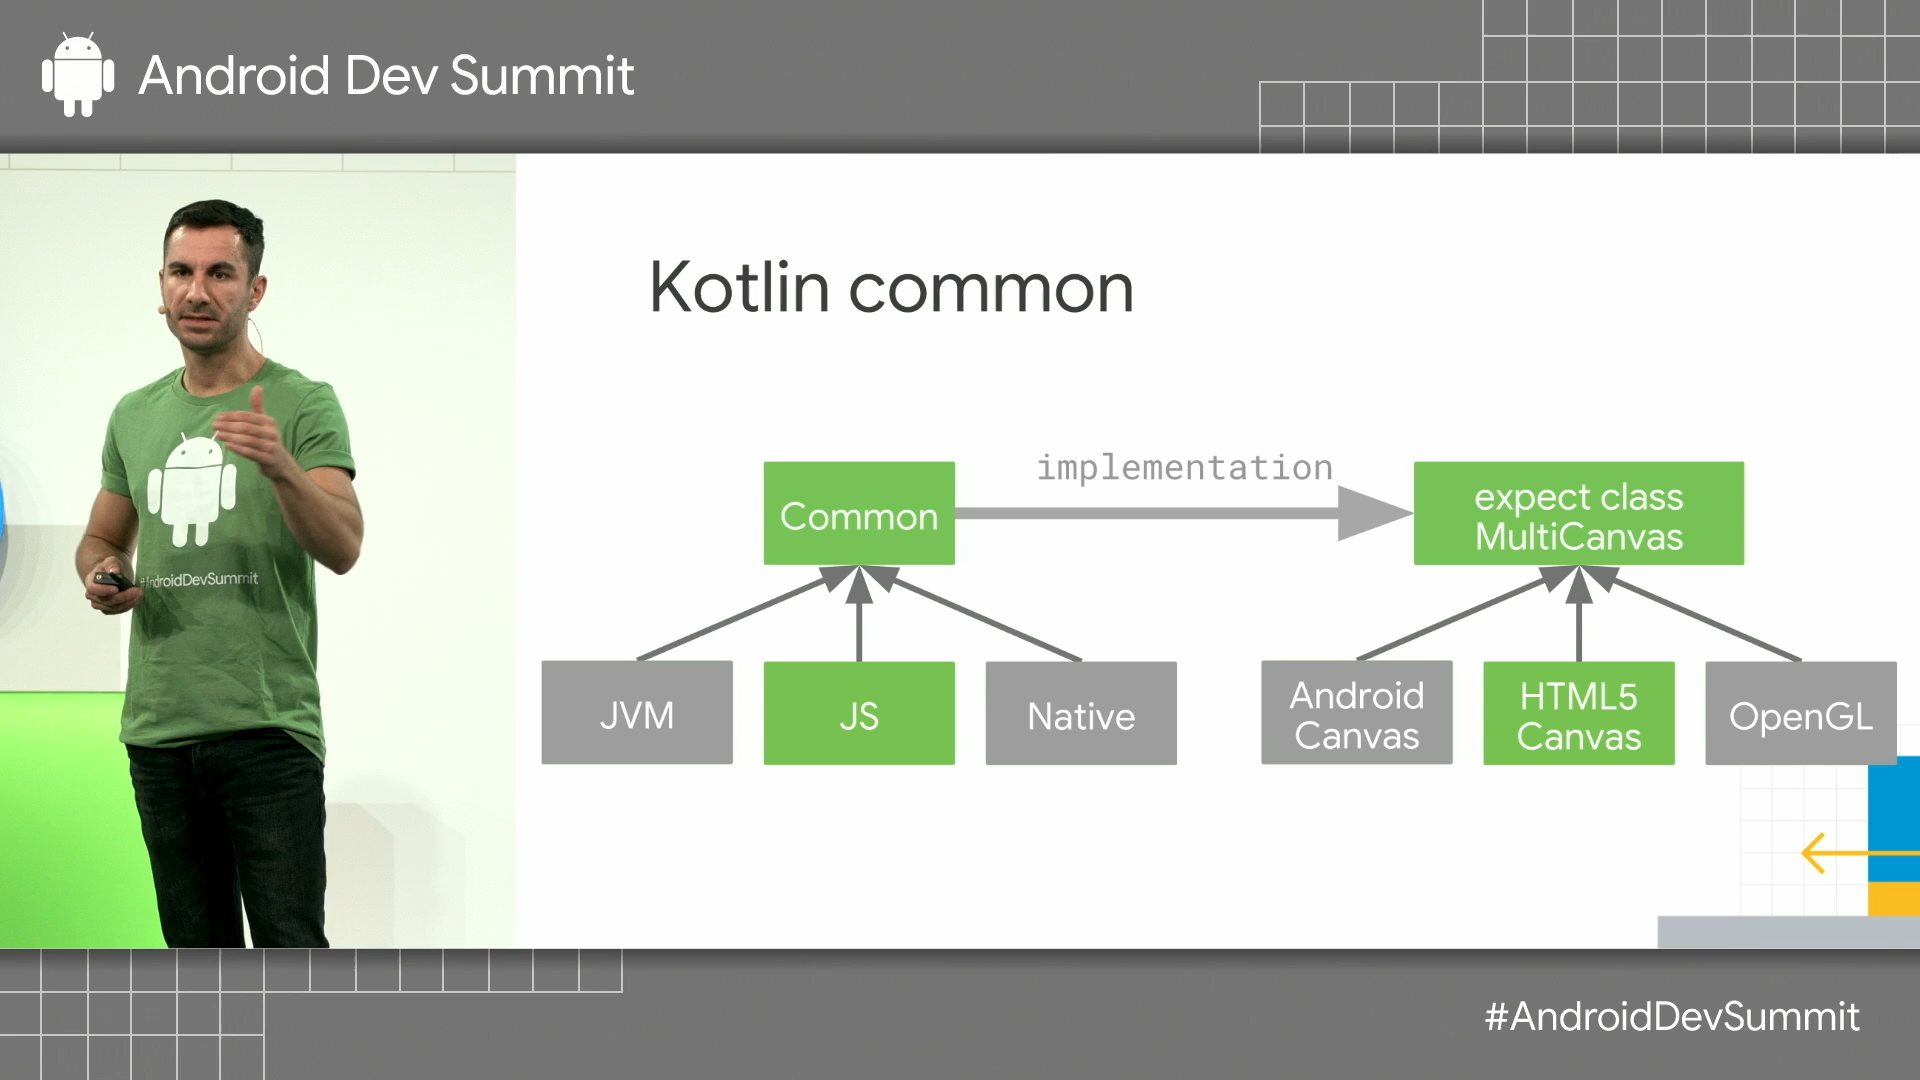 Android Dev Summit
#AndroidDevSummit
Kotlin common
implementation
Common
expect class
MultiCanvas
JVM
JS
Native
Android
Canvas
HTML5
Canvas
OpenGL
#AndroidDevSummit